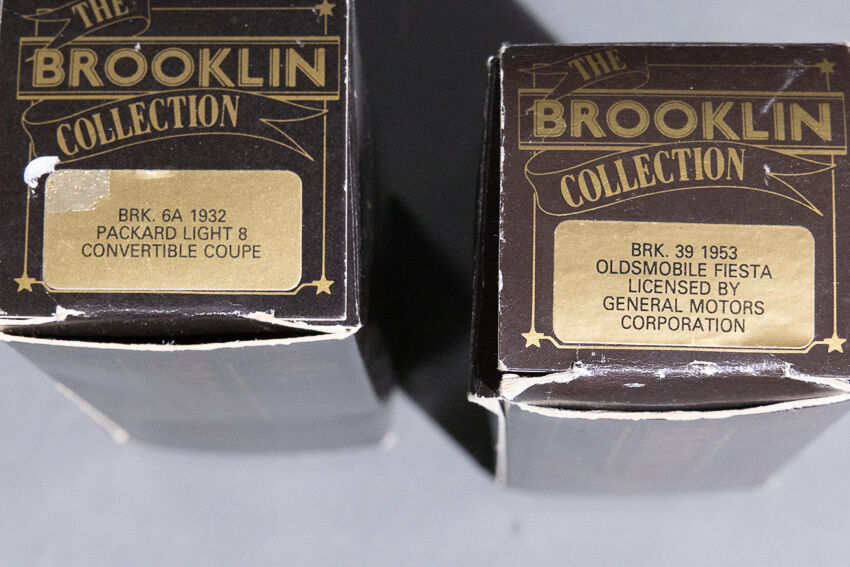 THE
BROOKLIN
COLLECTION
BRK. 6A 1932
PACKARD LIGHT 8
CONVERTIBLE COUPE
THE
BROOKLIN
COLLECTION
BRK. 39 1953
OLDSMOBILE FIESTA
LICENSED BY
GENERAL MOTORS
CORPORATION